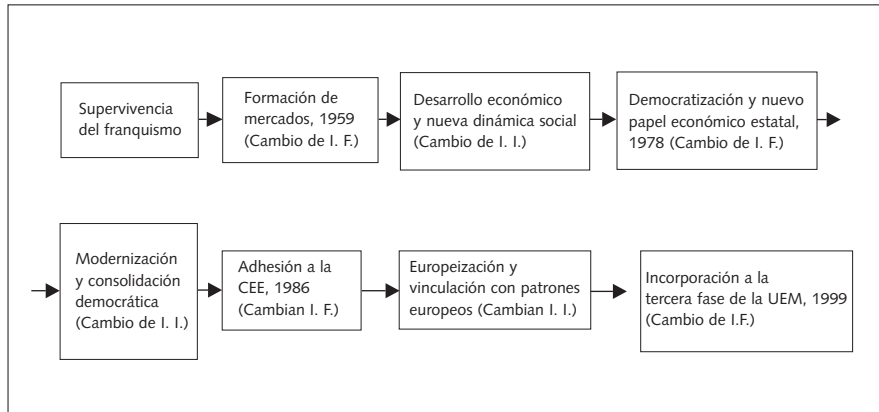 Supervivencia
del franquismo
Formación de
mercados, 1959
(Cambio de I. F.)
Desarrollo económico
y nueva dinámica social
(Cambio de I. I.)
Democratización y nuevo
papel económico estatal,
1978 (Cambio de I. F.)
Modernización
y consolidación
democrática
(Cambio de I. I.)
Adhesión a la
CEE, 1986
(Cambian I. F.)
Europeización y
vinculación con patrones
europeos (Cambian I. I.)
Incorporación a la
tercera fase de la UEM, 1999
(Cambio de I.F.)